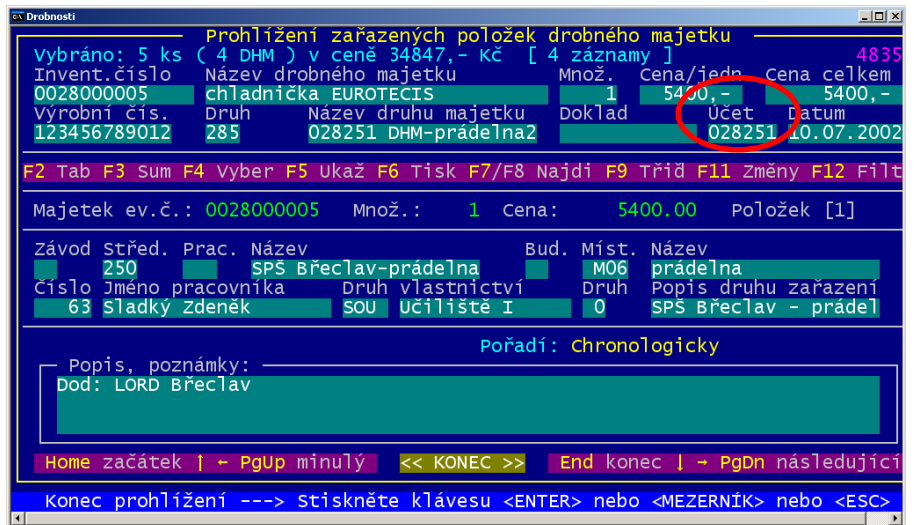 Drobnosti
Prohlížení zařazených položek drobného majetku
Vybráno: 5 ks ( 4 DHM ) v ceně 34847,- Kč [ 4 záznamy ] 4835
Invent.číslo Název drobného majetku Množ. Cena/jedn Cena celkem
0028000005 chladnička EUROTECIS 1 5400,- 5400,-
Výrobní čís. Druh Název druhu majetku Doklad Účet Datum
123456789012 285 028251 DHM-prádelna2 028251 10.07.2002
F2 Tab F3 Sum F4 Vyber F5 Ukaž F6 Tisk F7/F8 Najdi F9 Třiď F11 Změny F12 Filt
Majetek ev.č.: 0028000005 Množ.: 1 Cena: 5400.00 Položek [1]
Závod Střed. Prac. Název Bud. Míst. Název
250 SPŠ Břeclav-prádelna M06 prádelna
Číslo Jméno pracovníka Druh vlastnictví Druh Popis druhu zařazení
63 Sladký Zdeněk SOU Učiliště I O SPŠ Břeclav - prádel
Pořadí: Chronologicky
Popis, poznámky:
Dod: LORD Břeclav
Home začátek ↑ ← PgUp minulý << KONEC >> End konec ↓ → PgDn následující
Konec prohlížení ---> Stiskněte klávesu <ENTER> nebo <MEZERNÍK> nebo <ESC>